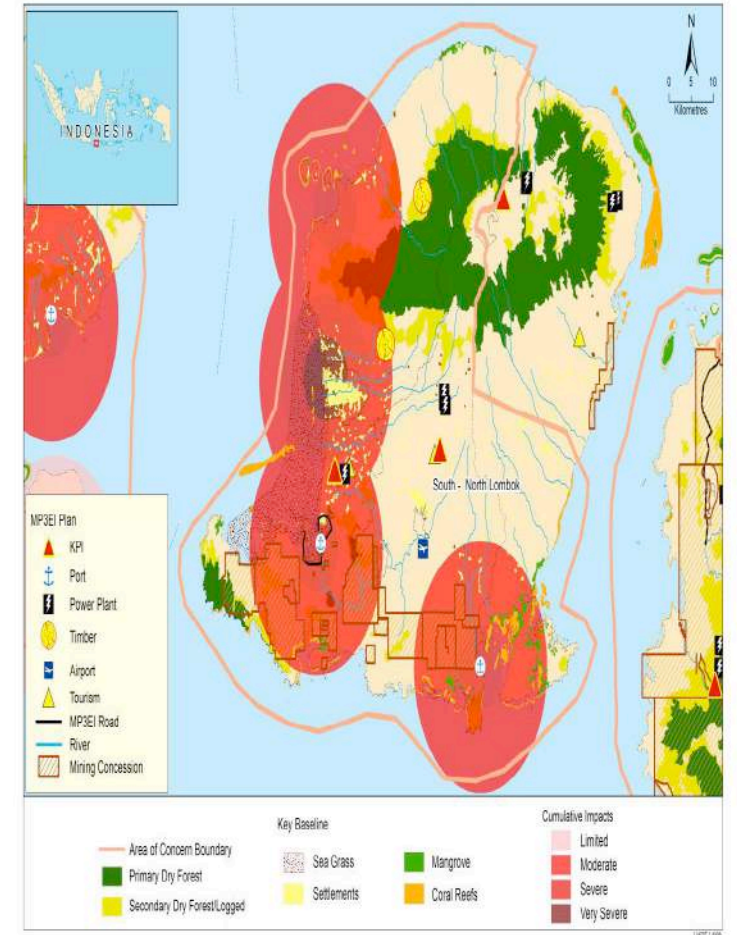 INDONESIA
N
0 5 10
Kilometres
South - North Lombok
MP3EI Plan
KPI
Port
Power Plant
Timber
Airport
Tourism
MP3EI Road
River
Mining Concession
Key Baseline
Area of Concern Boundary
Primary Dry Forest
Secondary Dry Forest/Logged
Sea Grass
Settlements
Mangrove
Coral Reefs
Cumulative Impacts
Limited
Moderate
Severe
Very Severe